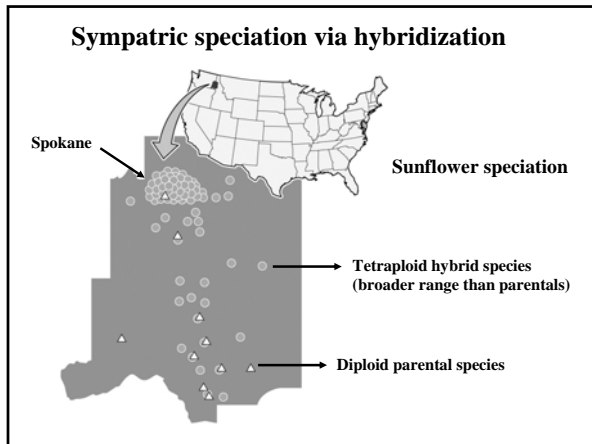 Sympatric speciation via hybridization
Spokane
Sunflower speciation
Tetraploid hybrid species
(broader range than parentals)
Diploid parental species